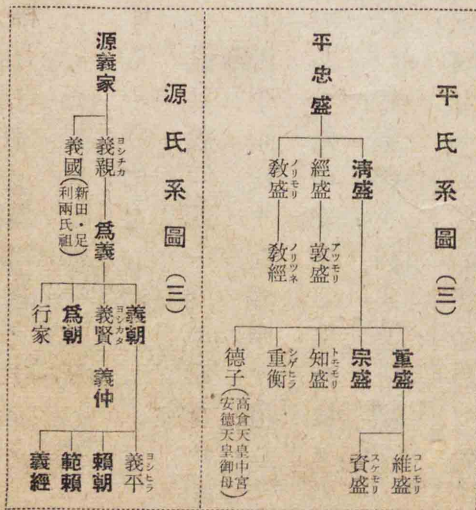 平氏系圖（三）
平忠盛
清盛
經盛
教盛
ノリモリ
敦盛
アツモリ
教經
ノリツネ
重盛
宗盛
知盛
トモモリ
重衡
シゲヒラ
德子（高倉天皇中宮
安德天皇御母）
維盛
コレモリ
資盛
スケモリ
源氏系圖（三）
源義家
義親
ヨシチカ
義國（新田・足
利兩氏祖）
爲義
義朝
義賢
ヨシカタ
爲朝
行家
義仲
義平
ヨシヒラ
賴朝
範賴
義經